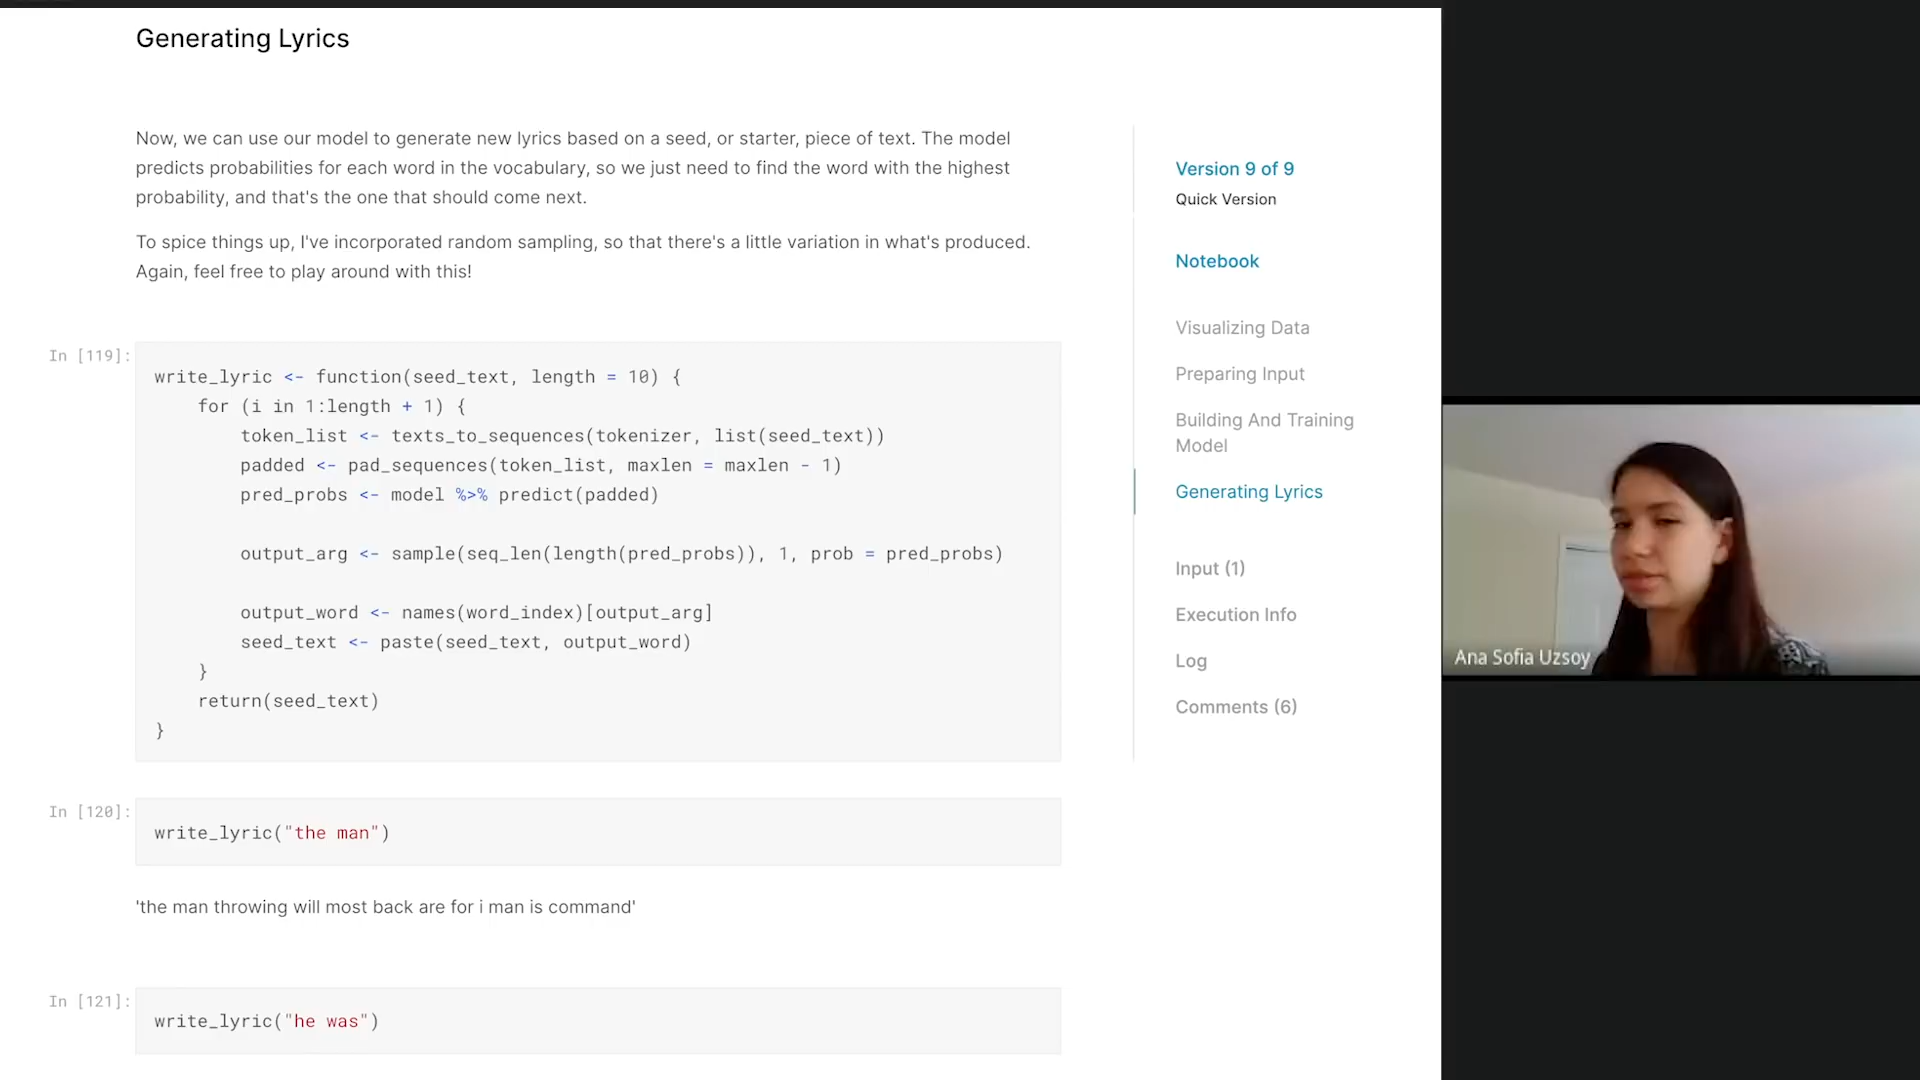 Generating Lyrics
Now, we can use our model to generate new lyrics based on a seed, or starter, piece of text. The model
predicts probabilities for each word in the vocabulary, so we just need to find the word with the highest
probability, and that's the one that should come next.
To spice things up, I've incorporated random sampling, so that there's a little variation in what's produced.
Again, feel free to play around with this!
In [119]:
write_lyric <- function(seed_text, length = 10) {
    for (i in 1:length + 1) {
        token_list <- texts_to_sequences(tokenizer, list(seed_text))
        padded <- pad_sequences(token_list, maxlen = maxlen - 1)
        pred_probs <- model %>% predict(padded)
        output_arg <- sample(seq_len(length(pred_probs)), 1, prob = pred_probs)
        output_word <- names(word_index)[output_arg]
        seed_text <- paste(seed_text, output_word)
    }
    return(seed_text)
}
In [120]:
write_lyric("the man")
'the man throwing will most back are for i man is command'
In [121]:
write_lyric("he was")
Version 9 of 9
Quick Version
Notebook
Visualizing Data
Preparing Input
Building And Training
Model
Generating Lyrics
Input (1)
Execution Info
Log
Comments (6)
Ana Sofia Uzsoy